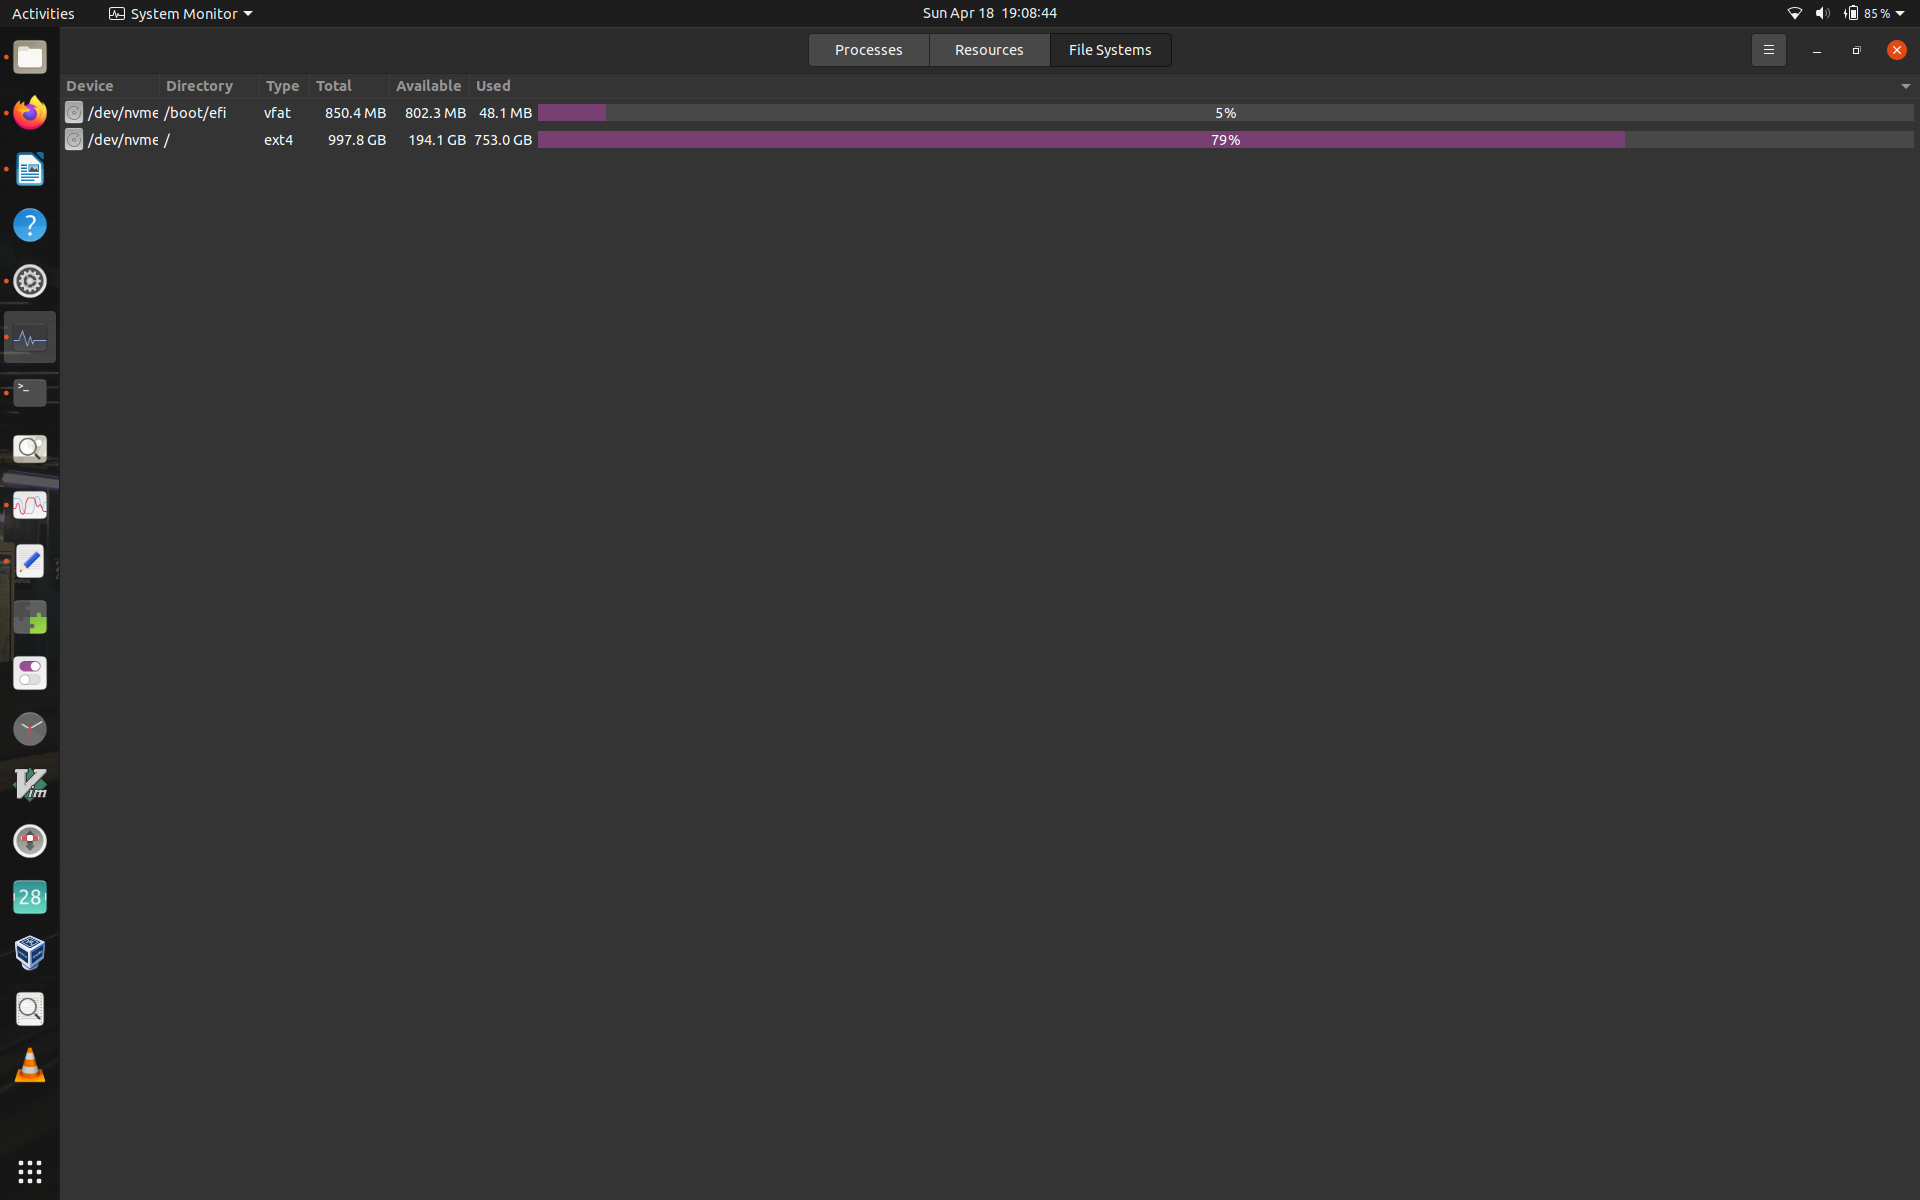 Activities System Monitor Sun Apr 18 19:08:44 85%
Processes Resources File Systems
Device Directory Type Total Available Used
/dev/nvme /boot/efi vfat 850.4 MB 802.3 MB 48.1 MB 5%
/dev/nvme / ext4 997.8 GB 194.1 GB 753.0 GB 79%
?
>_
Vim
28